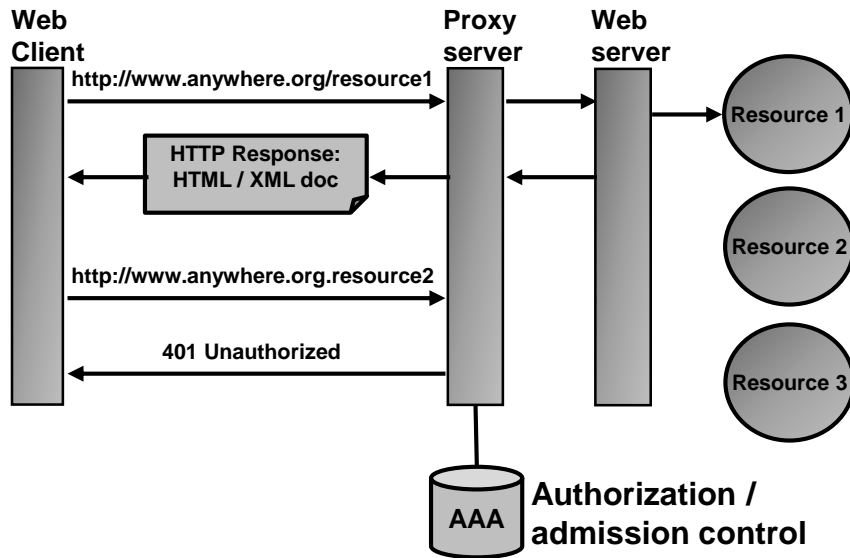 Web
Client
Proxy
server
Web
server
http://www.anywhere.org/resource1
Resource 1
HTTP Response:
HTML / XML doc
Resource 2
http://www.anywhere.org.resource2
401 Unauthorized
Resource 3
AAA
Authorization /
admission control